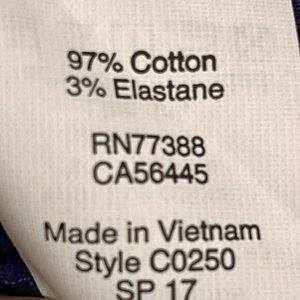 97% Cotton
3% Elastane
RN77388
CA56445
Made in Vietnam
Style C0250
SP 17